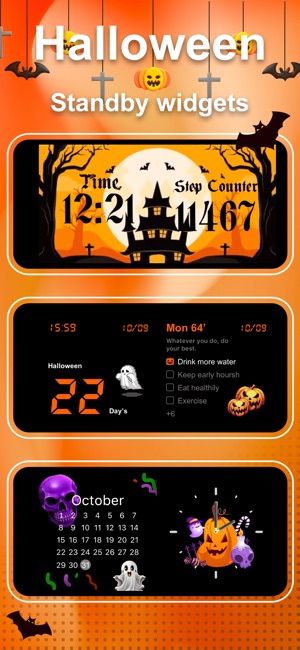 Halloween
Standby widgets
Time
Step Counter
12:21
11467
15:59
10/09
Halloween
22
Day's
Mon 64'
10/09
Whatever you do, do
your best.
Drink more water
Keep early hoursh
Eat healthily
Exercise
+6
October
1 2 3 4 5 6 7
8 9 10 11 12 13 14
15 16 17 18 19 20 21
22 23 24 25 26 27 28
29 30 31